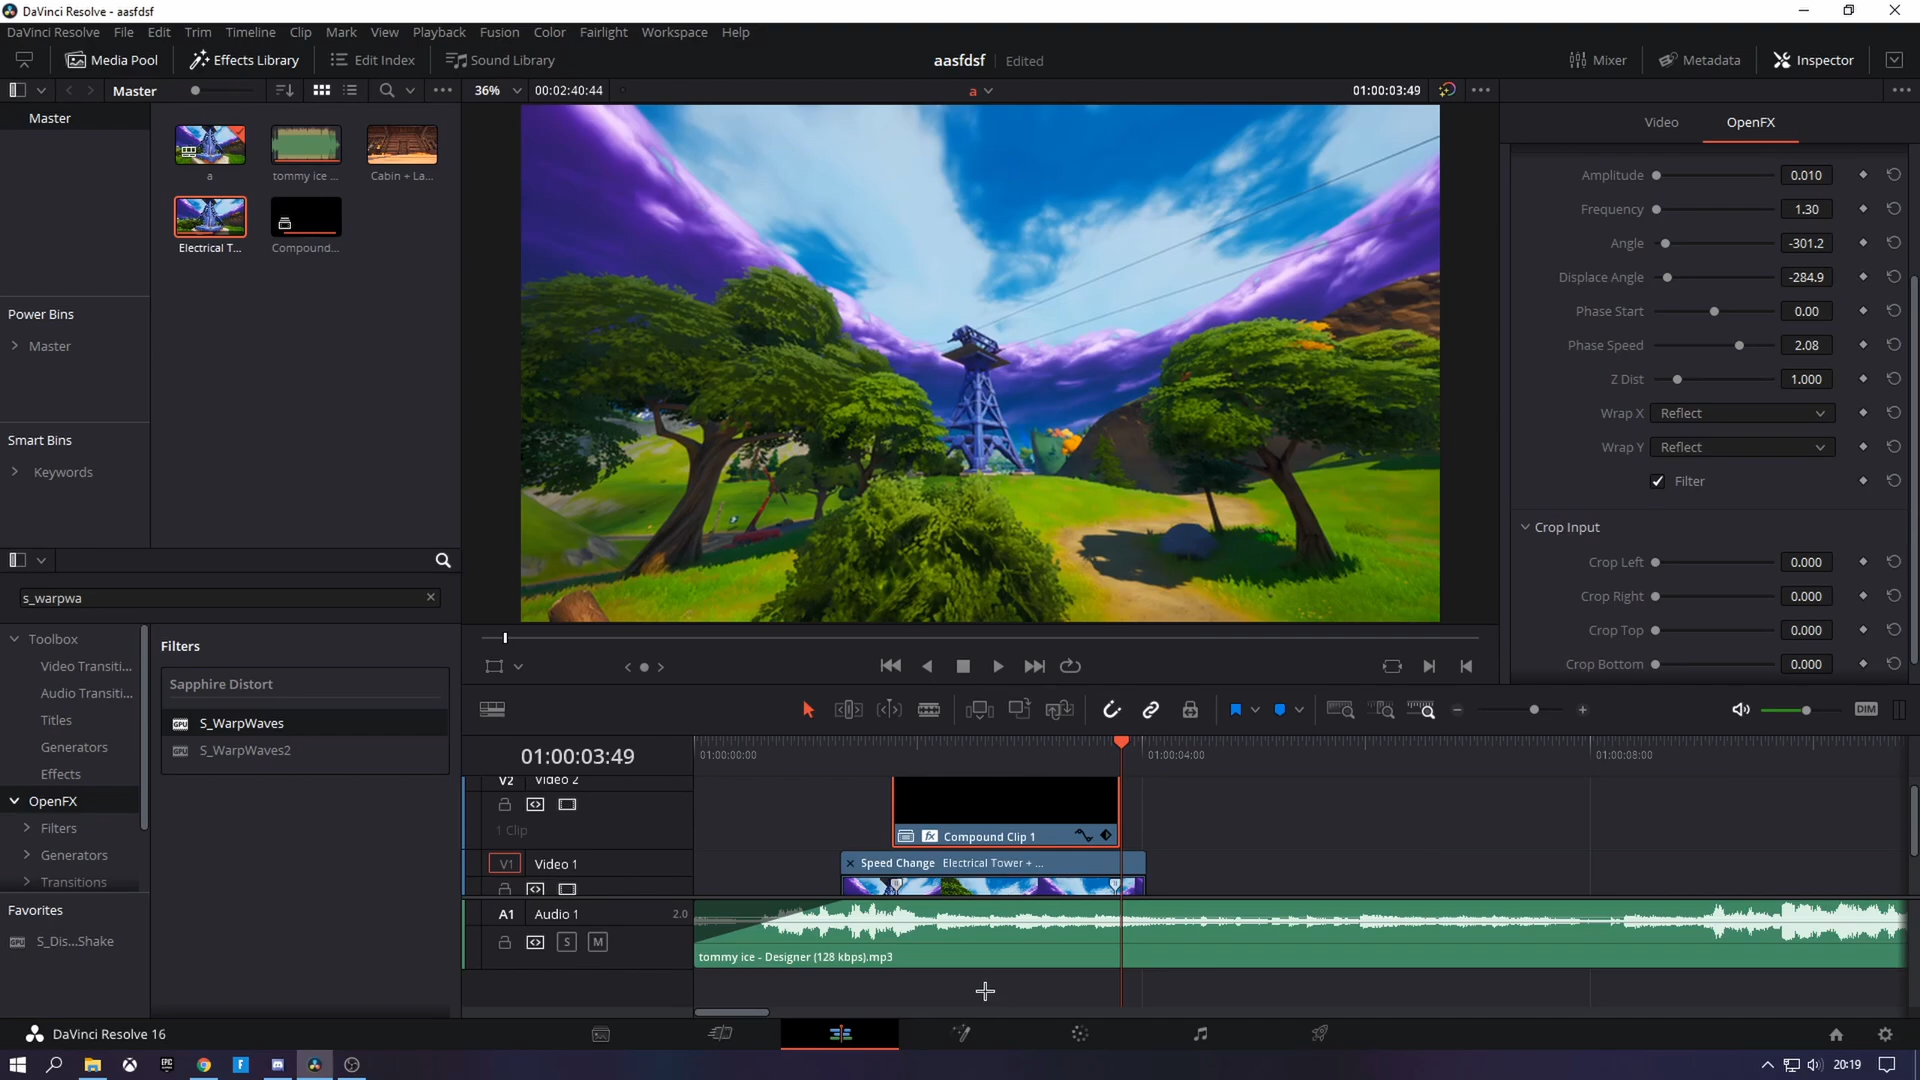 DaVinci Resolve - aasfdsf
DaVinci Resolve File Edit Trim Timeline Clip Mark View Playback Fusion Color Fairlight Workspace Help
Media Pool Effects Library Edit Index Sound Library aasfdsf Edited Mixer Metadata Inspector
Master 36% 00:02:40:44 a 01:00:03:49
Master
a
tommy ice ...
Cabin + La...
Electrical T...
Compound...
Power Bins
Master
Smart Bins
Keywords
s_warpwa
Toolbox
Video Transiti...
Audio Transiti...
Titles
Generators
Effects
OpenFX
Filters
Generators
Transitions
Favorites
S_Dis...Shake
Filters
Sapphire Distort
S_WarpWaves
S_WarpWaves2
Video OpenFX
Amplitude 0.010
Frequency 1.30
Angle -301.2
Displace Angle -284.9
Phase Start 0.00
Phase Speed 2.08
Z Dist 1.000
Wrap X Reflect
Wrap Y Reflect
Filter
Crop Input
Crop Left 0.000
Crop Right 0.000
Crop Top 0.000
Crop Bottom 0.000
DIM
01:00:03:49
01:00:00:00 01:00:04:00 01:00:08:00
V2 Video 2
1 Clip
Compound Clip 1
V1 Video 1
Speed Change Electrical Tower + ...
A1 Audio 1 2.0
S M
tommy ice - Designer (128 kbps).mp3
DaVinci Resolve 16
20:19